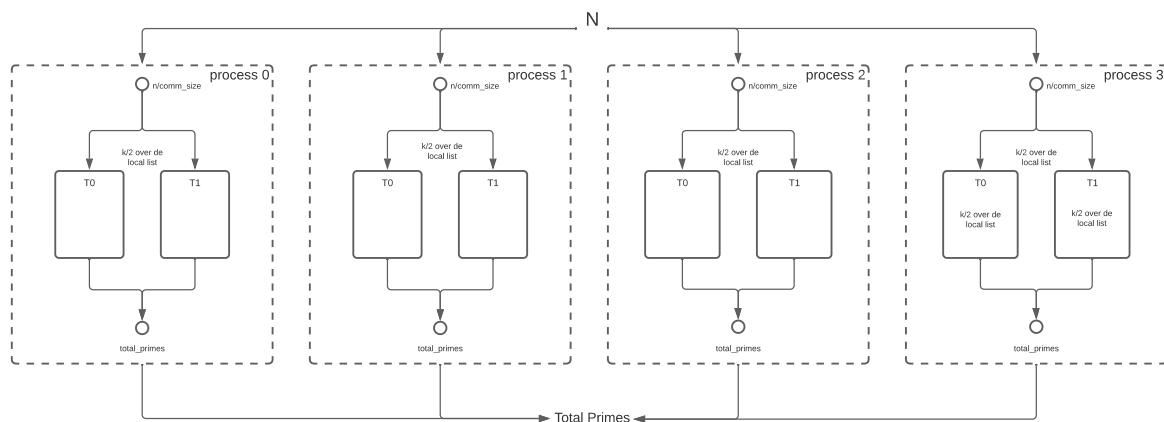 N
process 0
process 1
process 2
process 3
n/comm_size
n/comm_size
n/comm_size
n/comm_size
k/2 over de
local list
k/2 over de
local list
k/2 over de
local list
k/2 over de
local list
T0
T1
T0
T1
T0
T1
T0
T1
k/2 over de
local list
k/2 over de
local list
total_primes
total_primes
total_primes
total_primes
Total Primes